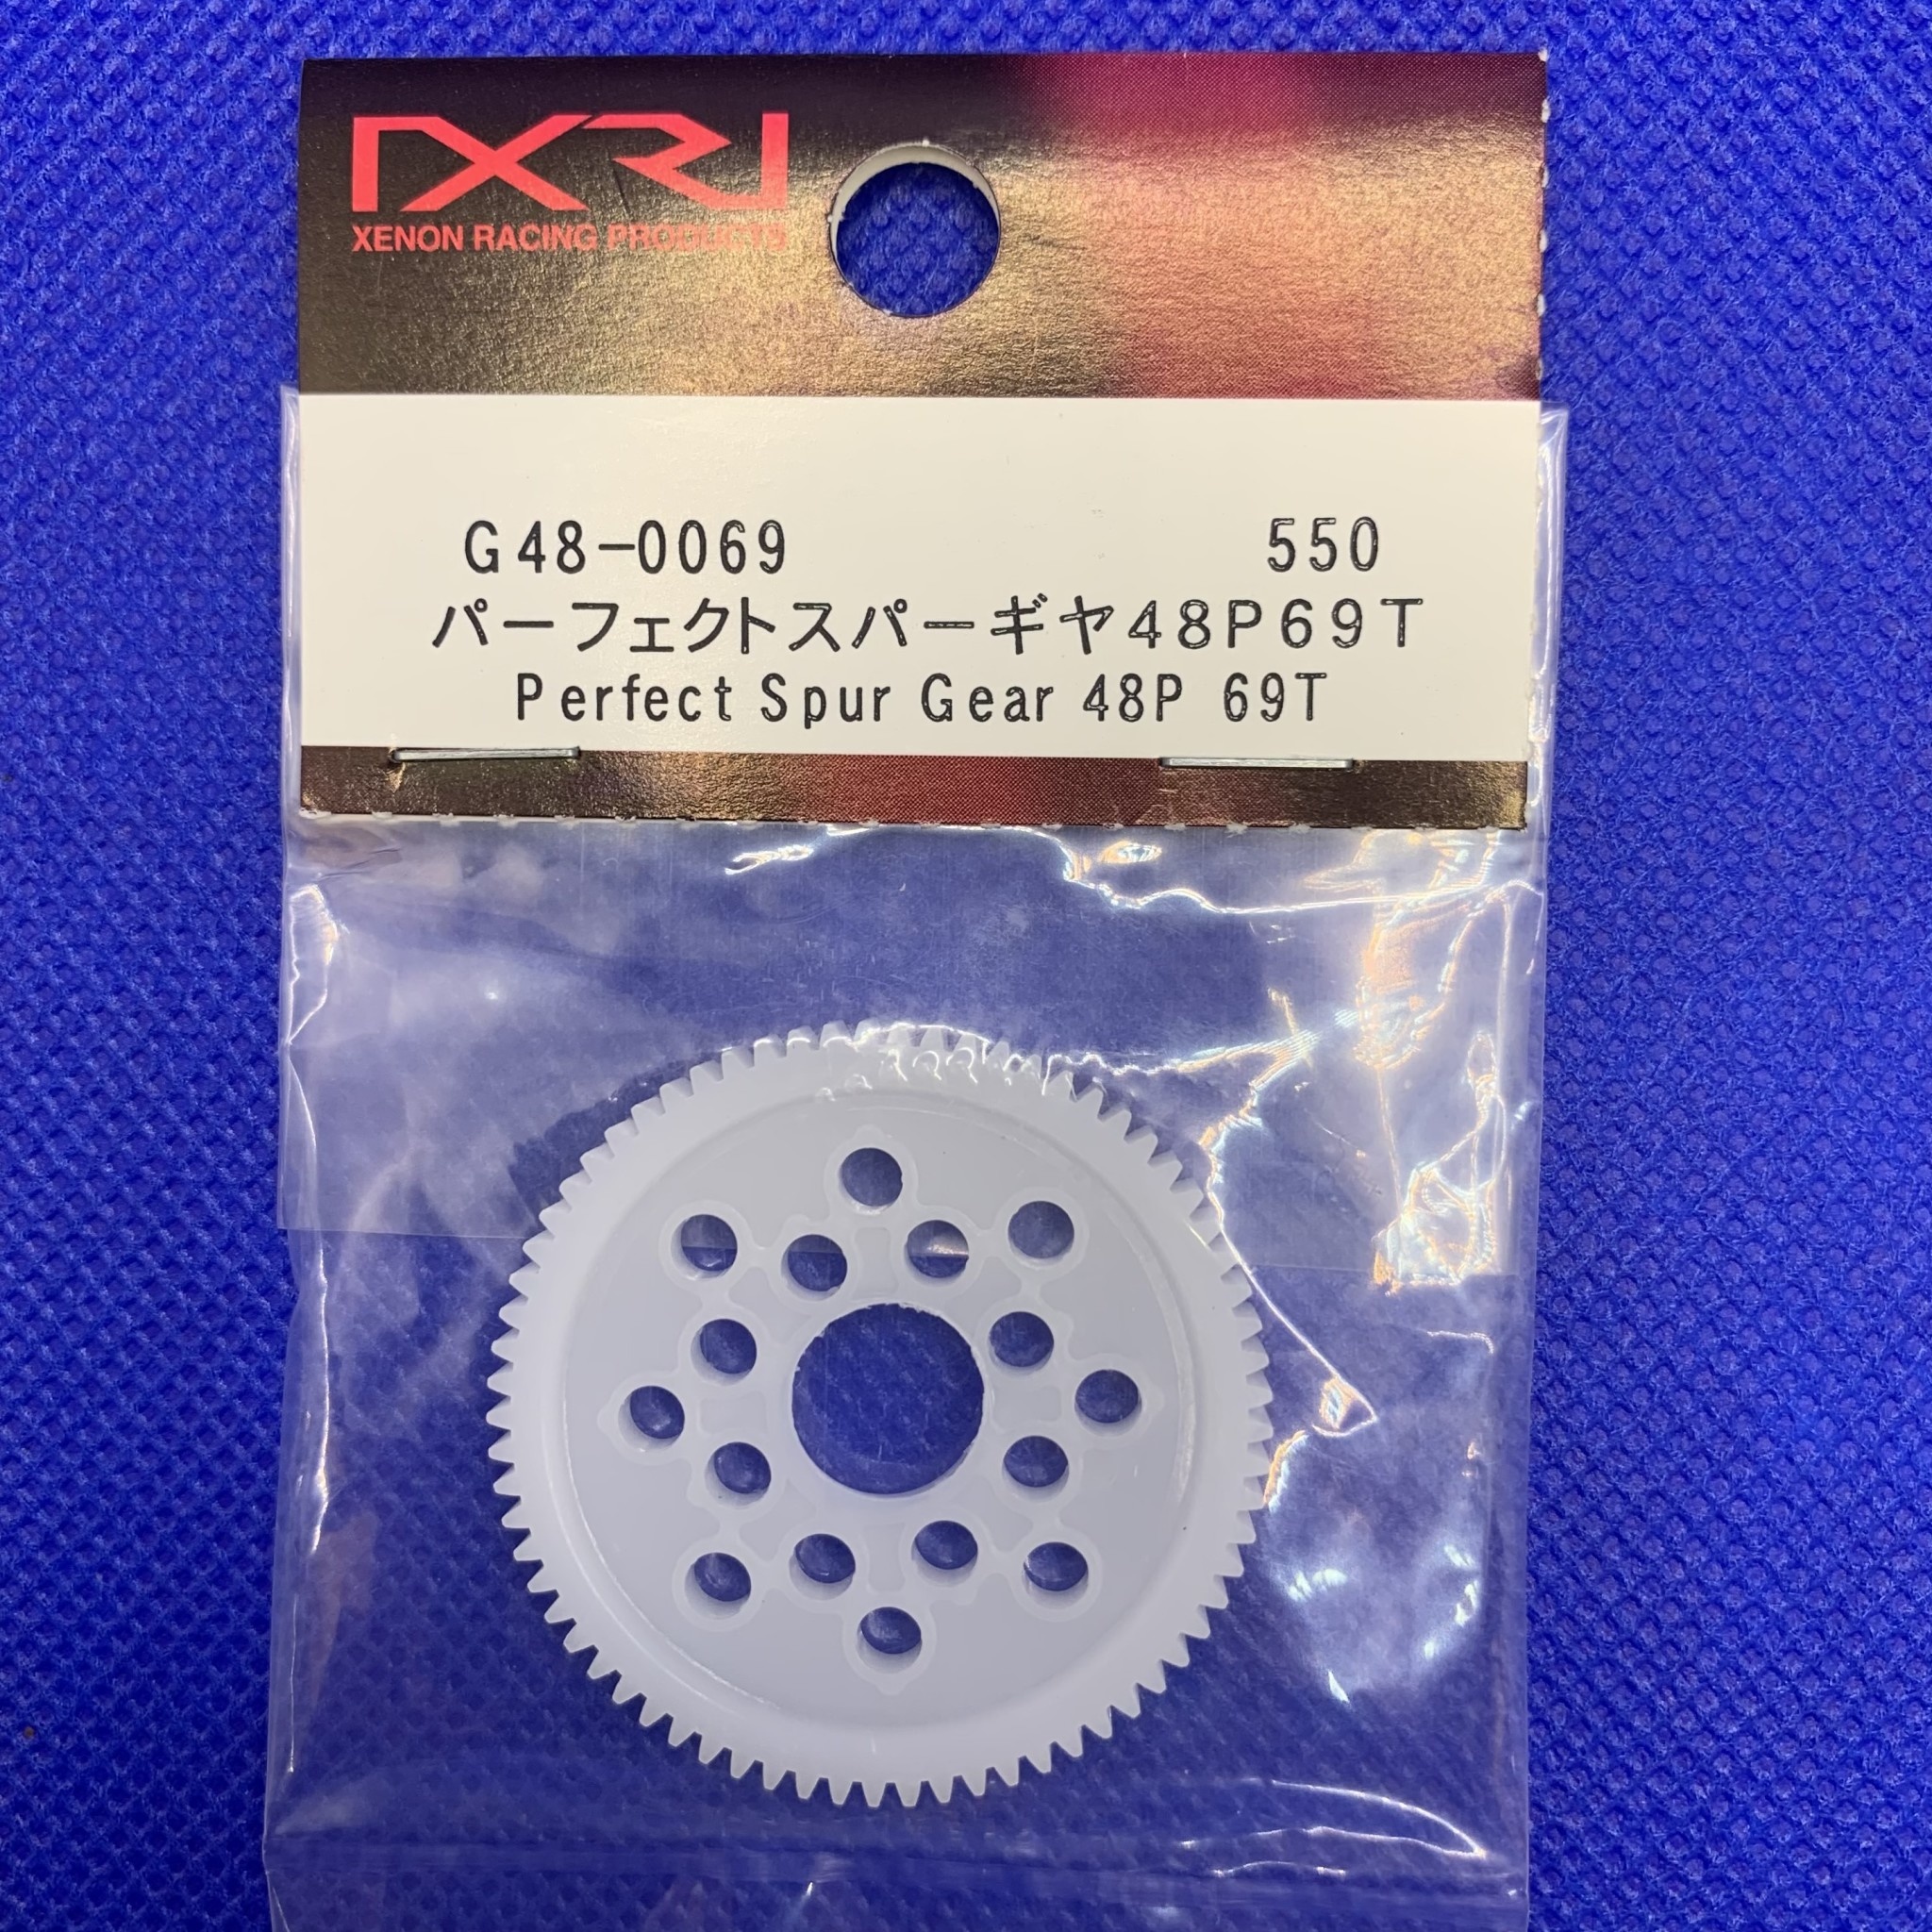 XENON RACING PRODUCTS
G48-0069 550
パーフェクトスパーギヤ48P69T
Perfect Spur Gear 48P 69T